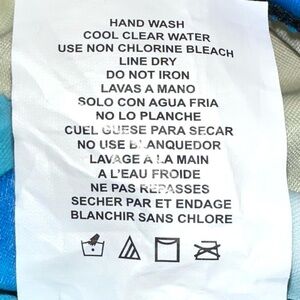 HAND WASH
COOL CLEAR WATER
USE NON CHLORINE BLEACH
LINE DRY
DO NOT IRON
LAVAS A MANO
SOLO CON AGUA FRIA
NO LO PLANCHE
CUEL GUESE PARA SECAR
NO USE BLANQUEDOR
LAVAGE A LA MAIN
A L'EAU FROIDE
NE PAS REPASSES
SECHER PAR ET ENDAGE
BLANCHIR SANS CHLORE